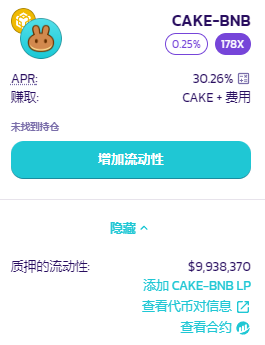 CAKE-BNB
0.25% 178X
APR: 30.26%
赚取: CAKE + 费用
未找到持仓
增加流动性
隐藏
质押的流动性: $9,938,370
添加 CAKE-BNB LP
查看代币对信息
查看合约